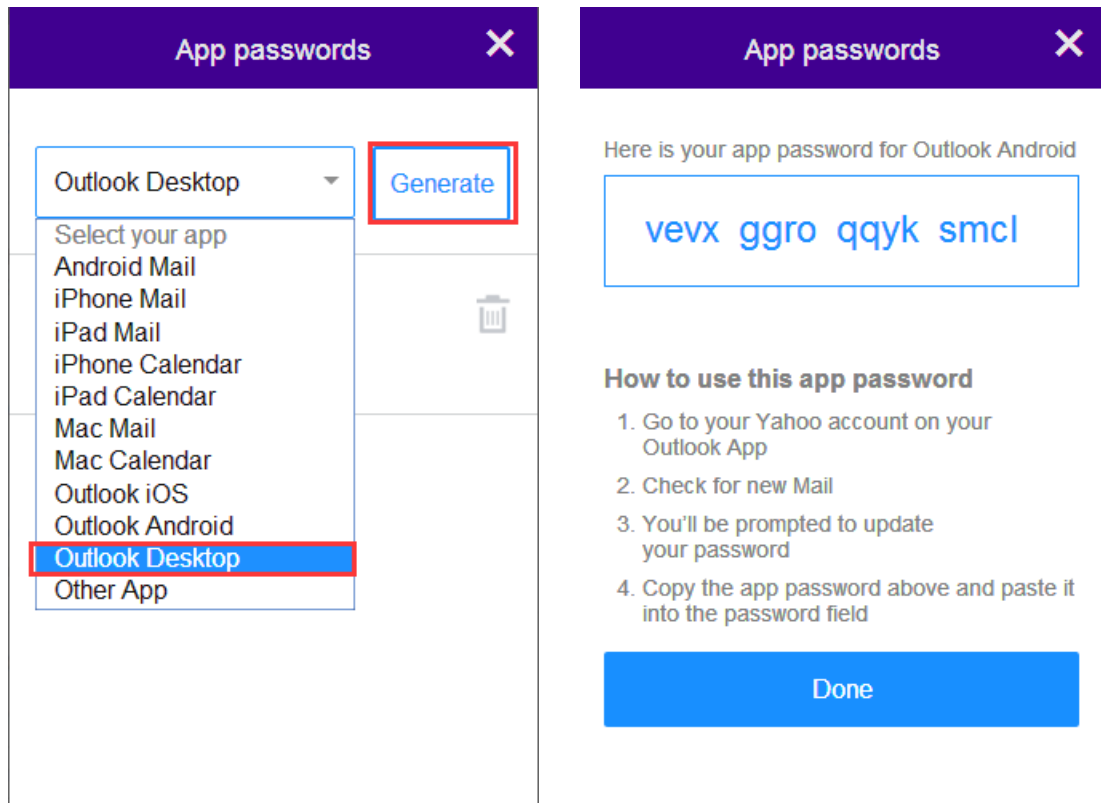 App passwords
Outlook Desktop
Generate
Select your app
Android Mail
iPhone Mail
iPad Mail
iPhone Calendar
iPad Calendar
Mac Mail
Mac Calendar
Outlook iOS
Outlook Android
Outlook Desktop
Other App
App passwords
Here is your app password for Outlook Android
vevx ggro qqyk smcl
How to use this app password
1. Go to your Yahoo account on your
Outlook App
2. Check for new Mail
3. You'll be prompted to update
your password
4. Copy the app password above and paste it
into the password field
Done